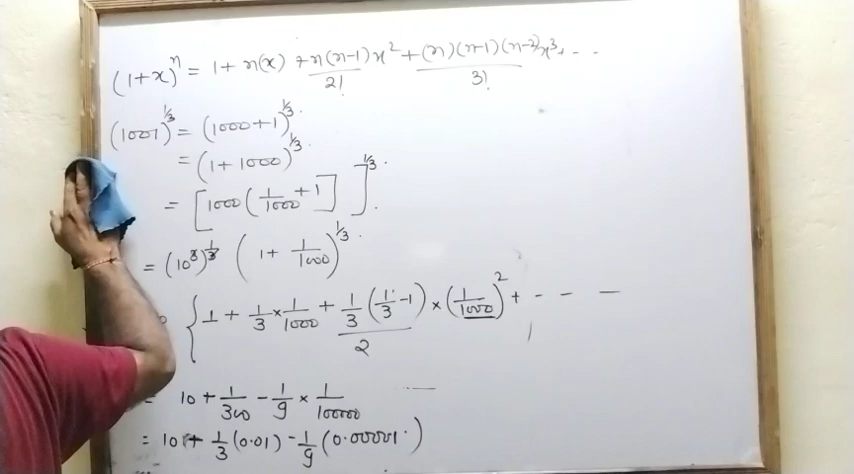 (1+x)^n = 1 + n(x) + n(n-1)x²/2! + (n)(n-1)(n-2)x³/3! + - -
(1001)^1/3 = (1000+1)^1/3.
= (1+1000)^1/3.
= [1000(1/1000+1] ]^1/3.
= (10^3)^1/3 (1 + 1/1000)^1/3.
{ 1 + 1/3 × 1/1000 + 1/3(1/3-1)/2 × (1/1000)² + - - -
= 10 + 1/300 - 1/9 × 1/100000 ......
= 10 + 1/3(0.01) - 1/9(0.00001)